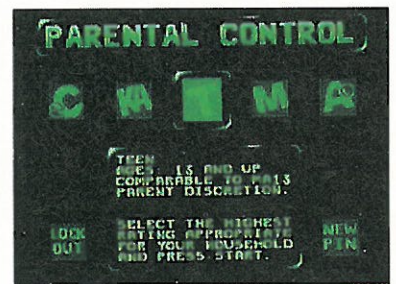 PARENTAL CONTROL
C KA T M A
TEEN
AGES: 13 AND UP
COMPARABLE TO MA13
PARENT DISCRETION.
LOCK OUT
SELECT THE HIGHEST
RATING APPROPRIATE
FOR YOUR HOUSEHOLD
AND PRESS START.
NEW PIN